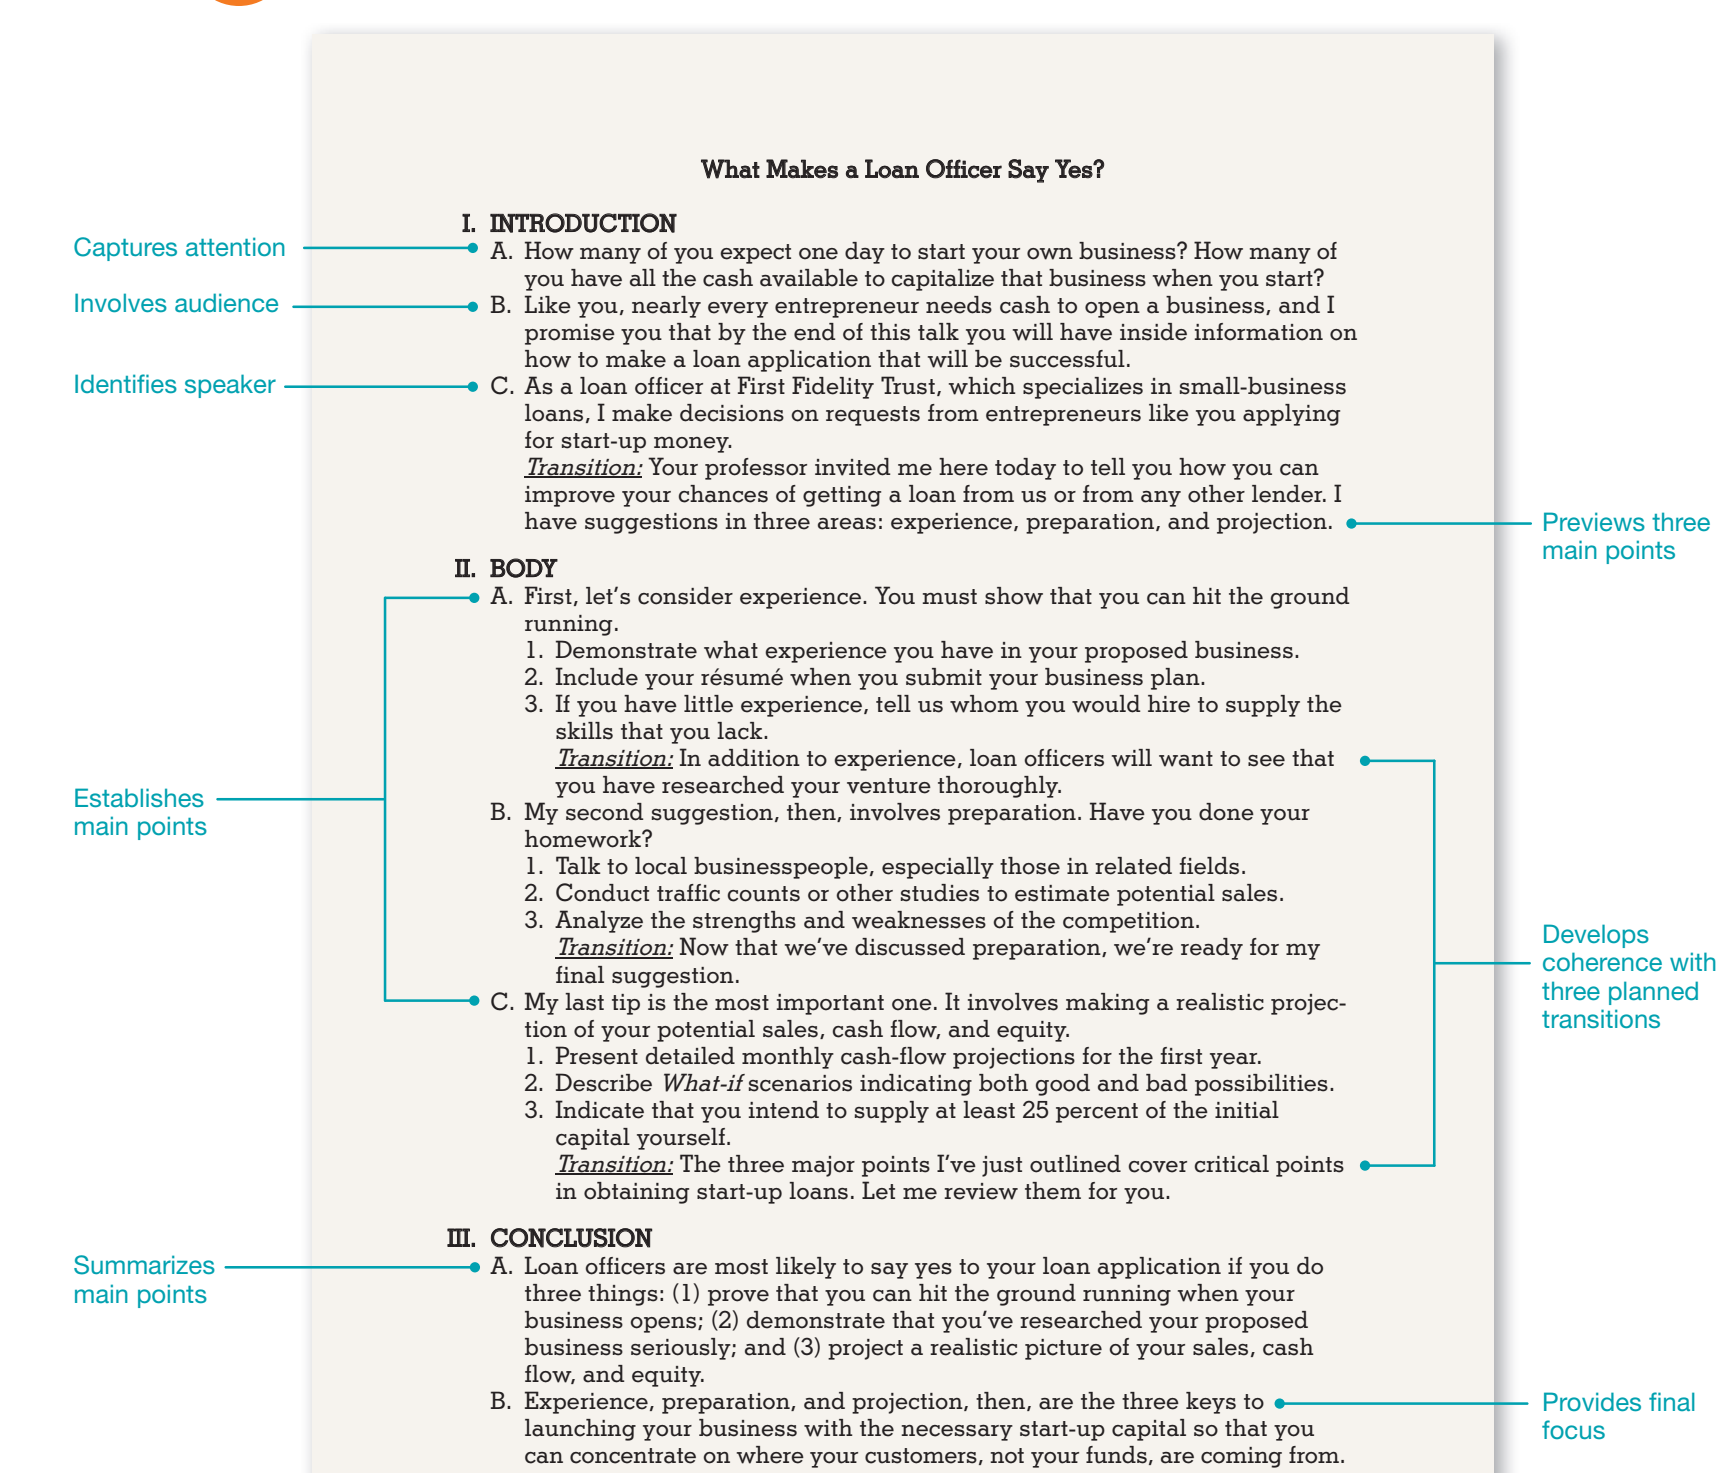 What Makes a Loan Officer Say Yes?
I. INTRODUCTION
Captures attention
A. How many of you expect one day to start your own business? How many of
you have all the cash available to capitalize that business when you start?
Involves audience
B. Like you, nearly every entrepreneur needs cash to open a business, and I
promise you that by the end of this talk you will have inside information on
how to make a loan application that will be successful.
Identifies speaker
C. As a loan officer at First Fidelity Trust, which specializes in small-business
loans, I make decisions on requests from entrepreneurs like you applying
for start-up money.
Transition: Your professor invited me here today to tell you how you can
improve your chances of getting a loan from us or from any other lender. I
have suggestions in three areas: experience, preparation, and projection.
Previews three
main points
II. BODY
A. First, let's consider experience. You must show that you can hit the ground
running.
1. Demonstrate what experience you have in your proposed business.
2. Include your résumé when you submit your business plan.
3. If you have little experience, tell us whom you would hire to supply the
skills that you lack.
Transition: In addition to experience, loan officers will want to see that
you have researched your venture thoroughly.
Establishes
main points
B. My second suggestion, then, involves preparation. Have you done your
homework?
1. Talk to local businesspeople, especially those in related fields.
2. Conduct traffic counts or other studies to estimate potential sales.
3. Analyze the strengths and weaknesses of the competition.
Transition: Now that we've discussed preparation, we're ready for my
final suggestion.
Develops
coherence with
three planned
transitions
C. My last tip is the most important one. It involves making a realistic projec-
tion of your potential sales, cash flow, and equity.
1. Present detailed monthly cash-flow projections for the first year.
2. Describe What-if scenarios indicating both good and bad possibilities.
3. Indicate that you intend to supply at least 25 percent of the initial
capital yourself.
Transition: The three major points I've just outlined cover critical points
in obtaining start-up loans. Let me review them for you.
III. CONCLUSION
Summarizes
main points
A. Loan officers are most likely to say yes to your loan application if you do
three things: (1) prove that you can hit the ground running when your
business opens; (2) demonstrate that you've researched your proposed
business seriously; and (3) project a realistic picture of your sales, cash
flow, and equity.
B. Experience, preparation, and projection, then, are the three keys to
launching your business with the necessary start-up capital so that you
can concentrate on where your customers, not your funds, are coming from.
Provides final
focus